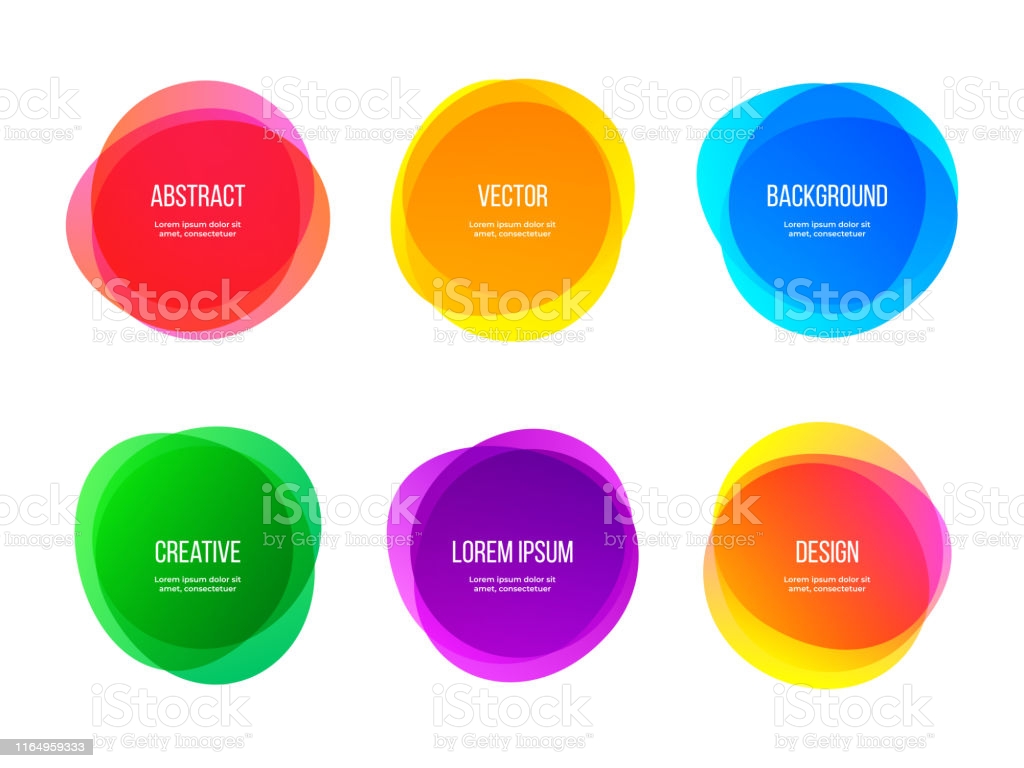 ABSTRACT
Lorem ipsum dolor sit
amet, consectetuer
VECTOR
Lorem ipsum dolor sit
amet, consectetuer
BACKGROUND
Lorem ipsum dolor sit
amet, consectetuer
CREATIVE
Lorem ipsum dolor sit
amet, consectetuer
LOREM IPSUM
Lorem ipsum dolor sit
amet, consectetuer
DESIGN
Lorem ipsum dolor sit
amet, consectetuer
iStock
by Getty Images™
1164959333